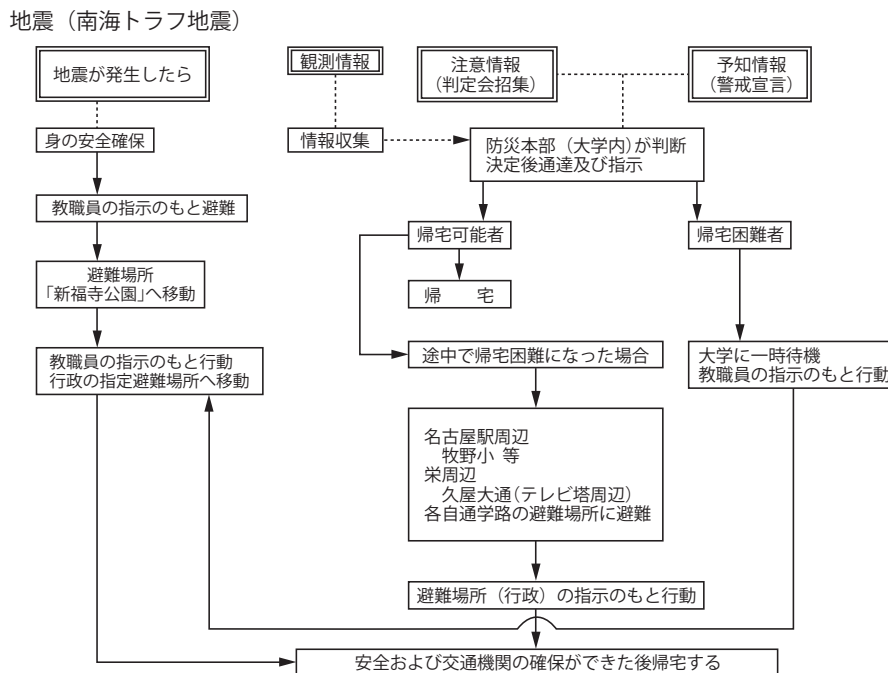 地震（南海トラフ地震）
地震が発生したら
身の安全確保
教職員の指示のもと避難
避難場所
「新福寺公園」へ移動
教職員の指示のもと行動
行政の指定避難場所へ移動
観測情報
情報収集
注意情報
（判定会招集）
予知情報
（警戒宣言）
防災本部（大学内）が判断
決定後通達及び指示
帰宅可能者
帰　宅
途中で帰宅困難になった場合
名古屋駅周辺
牧野小 等
栄周辺
久屋大通（テレビ塔周辺）
各自通学路の避難場所に避難
避難場所（行政）の指示のもと行動
帰宅困難者
大学に一時待機
教職員の指示のもと行動
安全および交通機関の確保ができた後帰宅する